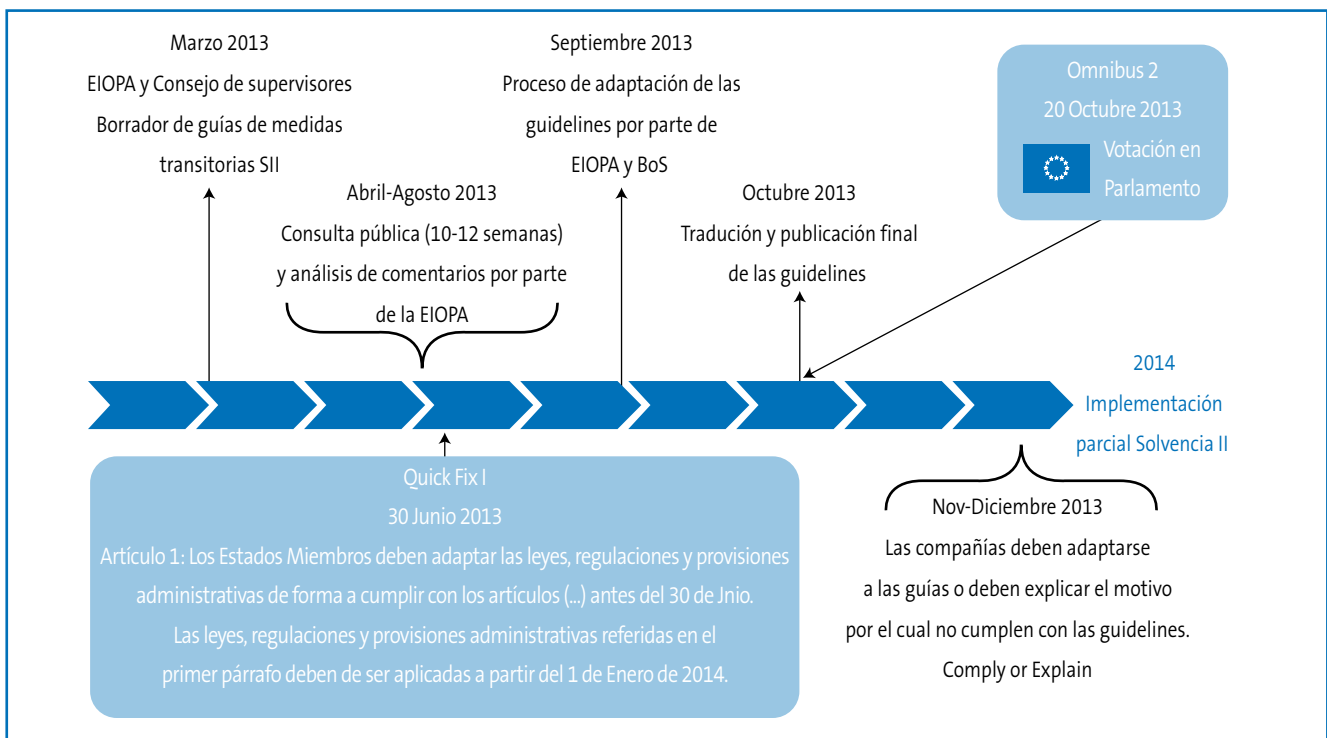 Marzo 2013
EIOPA y Consejo de supervisores
Borrador de guías de medidas
transitorias SII
Abril-Agosto 2013
Consulta pública (10-12 semanas)
y análisis de comentarios por parte
de la EIOPA
Septiembre 2013
Proceso de adaptación de las
guidelines por parte de
EIOPA y BoS
Octubre 2013
Tradución y publicación final
de las guidelines
Omnibus 2
20 Octubre 2013
Votación en
Parlamento
2014
Implementación
parcial Solvencia II
Quick Fix I
30 Junio 2013
Artículo 1: Los Estados Miembros deben adaptar las leyes, regulaciones y provisiones
administrativas de forma a cumplir con los artículos (...) antes del 30 de Jnio.
Las leyes, regulaciones y provisiones administrativas referidas en el
primer párrafo deben de ser aplicadas a partir del 1 de Enero de 2014.
Nov-Diciembre 2013
Las compañías deben adaptarse
a las guías o deben explicar el motivo
por el cual no cumplen con las guidelines.
Comply or Explain